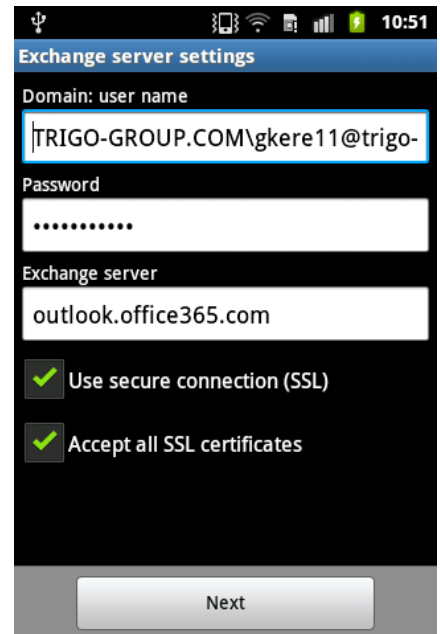 10:51
Exchange server settings
Domain: user name
TRIGO-GROUP.COM\gkere11@trigo-
Password
•••••••••••
Exchange server
outlook.office365.com
Use secure connection (SSL)
Accept all SSL certificates
Next